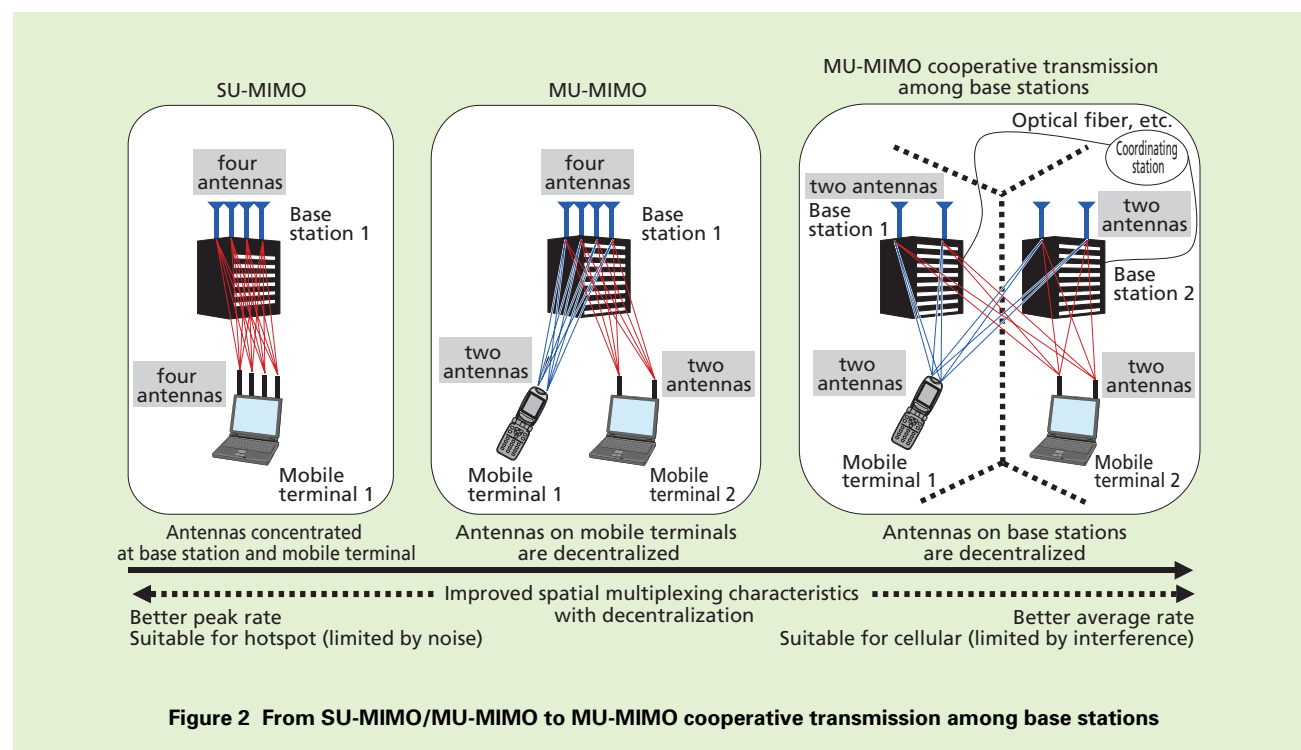 SU-MIMO
four
antennas
Base
station 1
four
antennas
Mobile
terminal 1
Antennas concentrated
at base station and mobile terminal
MU-MIMO
four
antennas
Base
station 1
two
antennas
two
antennas
Mobile
terminal 1
Mobile
terminal 2
Antennas on mobile terminals
are decentralized
MU-MIMO cooperative transmission
among base stations
Optical fiber, etc.
Coordinating
station
two antennas
Base
station 1
two
antennas
Base
station 2
two
antennas
two
antennas
Mobile
terminal 1
Mobile
terminal 2
Antennas on base stations
are decentralized
Improved spatial multiplexing characteristics
with decentralization
Better peak rate
Suitable for hotspot (limited by noise)
Better average rate
Suitable for cellular (limited by interference)
Figure 2 From SU-MIMO/MU-MIMO to MU-MIMO cooperative transmission among base stations